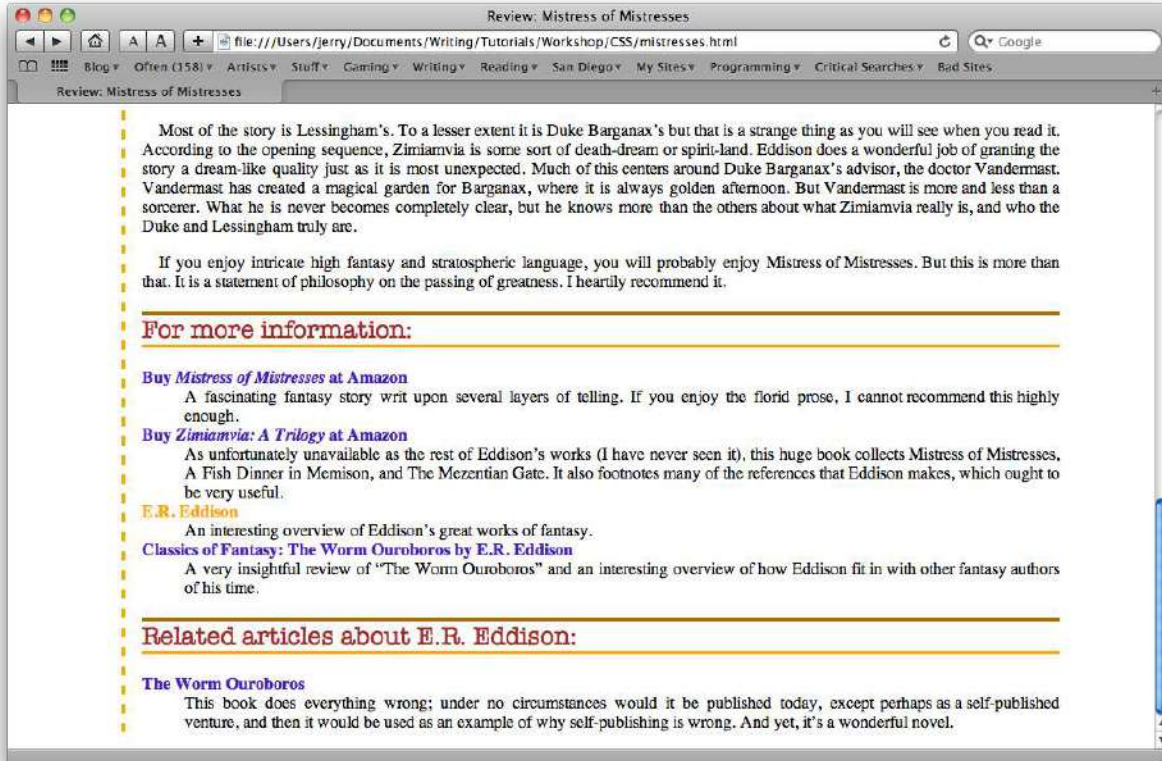 Review: Mistress of Mistresses
A A + file:///Users/jerry/Documents/Writing/Tutorials/Workshop/CSS/mistresses.html Google
Blog Often (158) Artists Stuff Gaming Writing Reading San Diego My Sites Programming Critical Searches Bad Sites
Review: Mistress of Mistresses +
Most of the story is Lessingham's. To a lesser extent it is Duke Barganax's but that is a strange thing as you will see when you read it.
According to the opening sequence, Zimiamvia is some sort of death-dream or spirit-land. Eddison does a wonderful job of granting the
story a dream-like quality just as it is most unexpected. Much of this centers around Duke Barganax's advisor, the doctor Vandermast.
Vandermast has created a magical garden for Barganax, where it is always golden afternoon. But Vandermast is more and less than a
sorcerer. What he is never becomes completely clear, but he knows more than the others about what Zimiamvia really is, and who the
Duke and Lessingham truly are.
If you enjoy intricate high fantasy and stratospheric language, you will probably enjoy Mistress of Mistresses. But this is more than
that. It is a statement of philosophy on the passing of greatness. I heartily recommend it.
For more information:
Buy Mistress of Mistresses at Amazon
A fascinating fantasy story writ upon several layers of telling. If you enjoy the florid prose, I cannot recommend this highly
enough.
Buy Zimiamvia: A Trilogy at Amazon
As unfortunately unavailable as the rest of Eddison's works (I have never seen it), this huge book collects Mistress of Mistresses,
A Fish Dinner in Memison, and The Mezentian Gate. It also footnotes many of the references that Eddison makes, which ought to
be very useful.
E.R. Eddison
An interesting overview of Eddison's great works of fantasy.
Classics of Fantasy: The Worm Ouroboros by E.R. Eddison
A very insightful review of “The Worm Ouroboros” and an interesting overview of how Eddison fit in with other fantasy authors
of his time.
Related articles about E.R. Eddison:
The Worm Ouroboros
This book does everything wrong; under no circumstances would it be published today, except perhaps as a self-published
venture, and then it would be used as an example of why self-publishing is wrong. And yet, it's a wonderful novel.